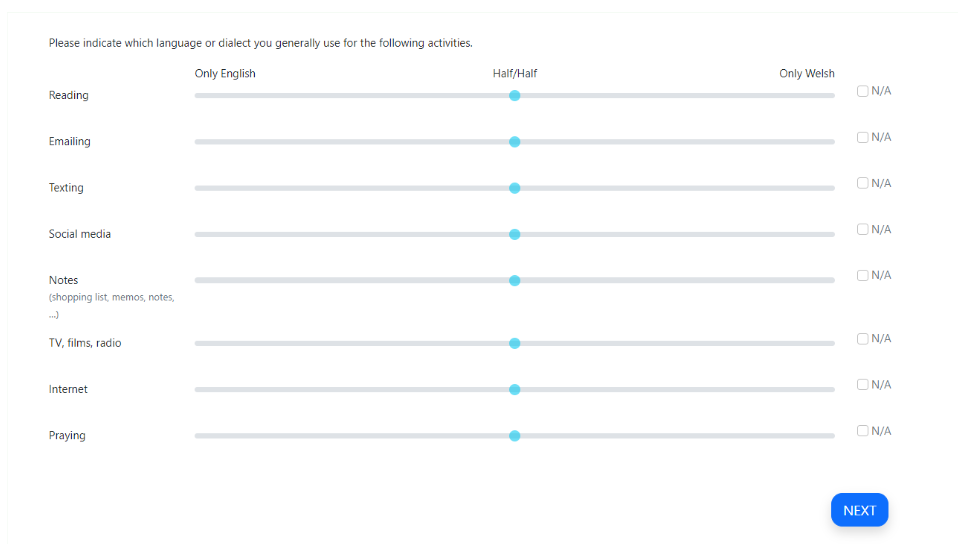 Please indicate which language or dialect you generally use for the following activities.
Only English Half/Half Only Welsh
Reading N/A
Emailing N/A
Texting N/A
Social media N/A
Notes N/A
(shopping list, memos, notes,
...)
TV, films, radio N/A
Internet N/A
Praying N/A
NEXT